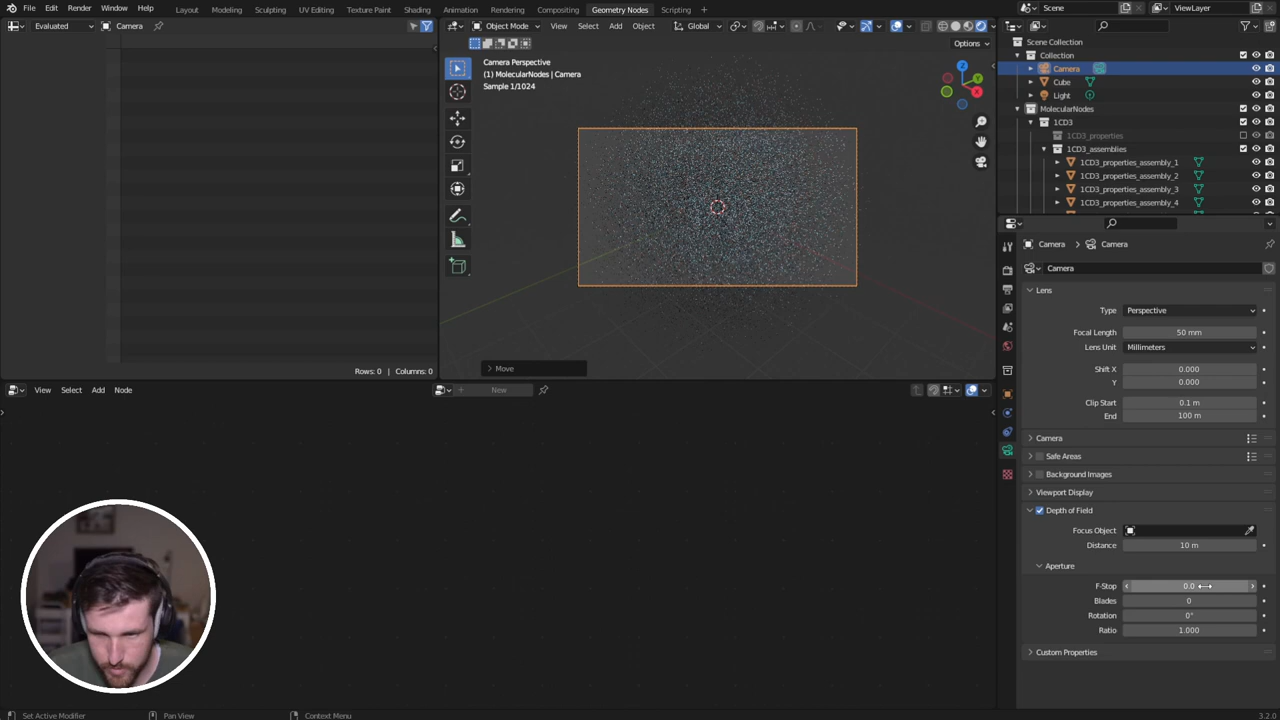 File Edit Render Window Help Layout Modeling Sculpting UV Editing Texture Paint Shading Animation Rendering Compositing Geometry Nodes Scripting Scene ViewLayer
Evaluated Camera Object Mode View Select Add Object Global
Options
Camera Perspective
(1) MolecularNodes | Camera
Sample 1/1024
Z
Y
X
Scene Collection
Collection
Camera
Cube
Light
MolecularNodes
1CD3
1CD3_properties
1CD3_assemblies
1CD3_properties_assembly_1
1CD3_properties_assembly_2
1CD3_properties_assembly_3
1CD3_properties_assembly_4
Camera Camera
Camera
Lens
Type Perspective
Focal Length 50 mm
Lens Unit Millimeters
Shift X 0.000
Y 0.000
Clip Start 0.1 m
End 100 m
Camera
Safe Areas
Background Images
Viewport Display
Depth of Field
Focus Object
Distance 10 m
Aperture
F-Stop 0.0
Blades 0
Rotation 0°
Ratio 1.000
Custom Properties
Rows: 0 | Columns: 0
Move
View Select Add Node New
Set Active Modifier Pan View Context Menu 3.2.0